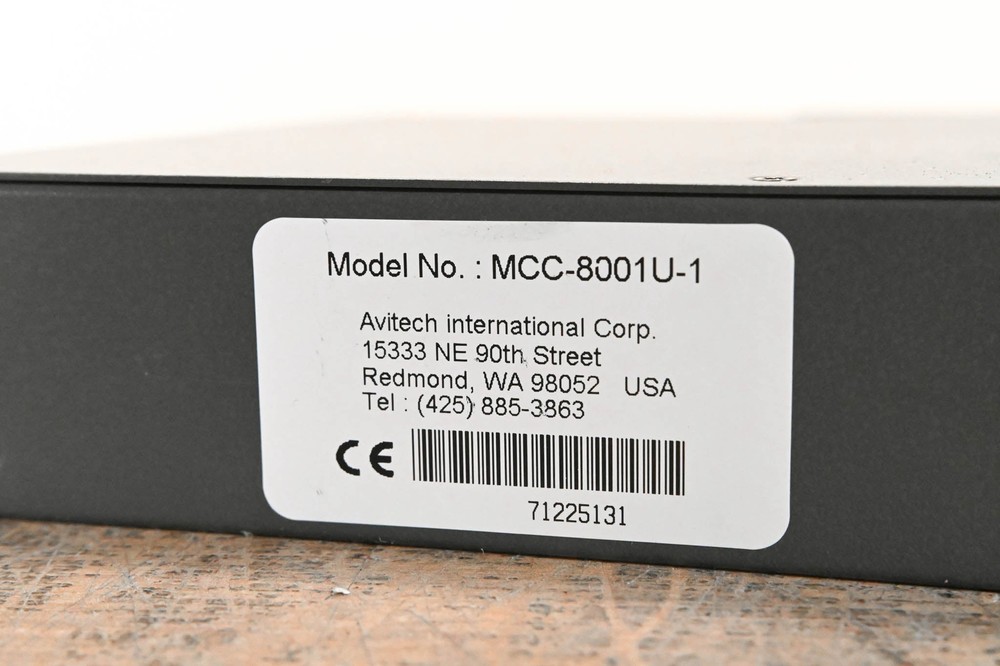 Model No. : MCC-8001U-1
Avitech international Corp.
15333 NE 90th Street
Redmond, WA 98052 USA
Tel : (425) 885-3863
CE
71225131